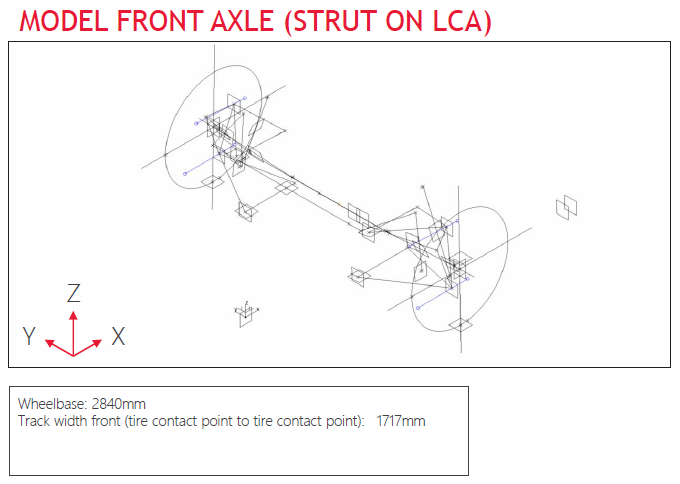 MODEL FRONT AXLE (STRUT ON LCA)
Z
Y X
Wheelbase: 2840mm
Track width front (tire contact point to tire contact point): 1717mm